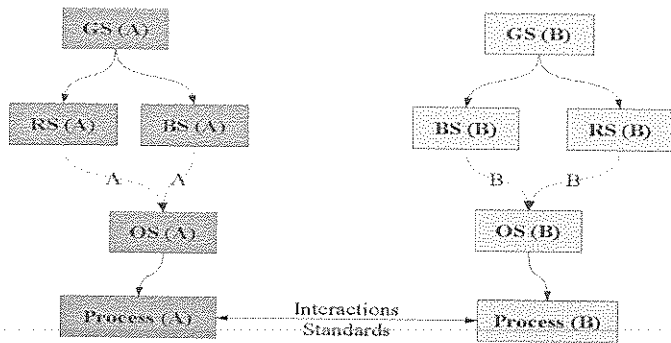 GS (A)
GS (B)
RS (A)
BS (A)
BS (B)
RS (B)
A
A
B
B
OS (A)
OS (B)
Process (A)
Interactions
Standards
Process (B)